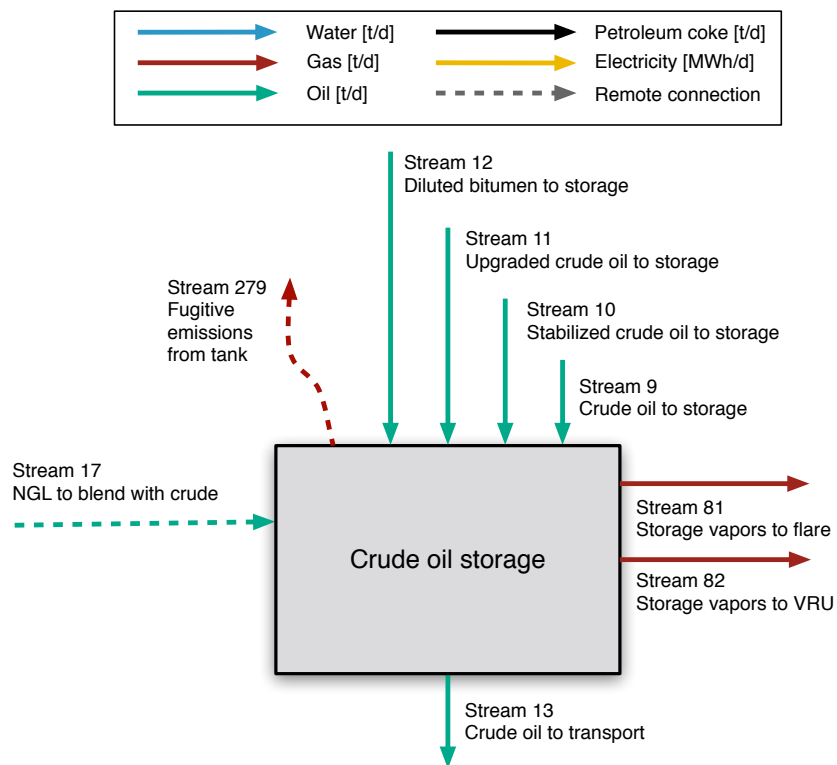 Water [t/d]
Gas [t/d]
Oil [t/d]
Petroleum coke [t/d]
Electricity [MWh/d]
Remote connection
Stream 12
Diluted bitumen to storage
Stream 11
Upgraded crude oil to storage
Stream 279
Fugitive
emissions
from tank
Stream 10
Stabilized crude oil to storage
Stream 9
Crude oil to storage
Stream 17
NGL to blend with crude
Crude oil storage
Stream 81
Storage vapors to flare
Stream 82
Storage vapors to VRU
Stream 13
Crude oil to transport